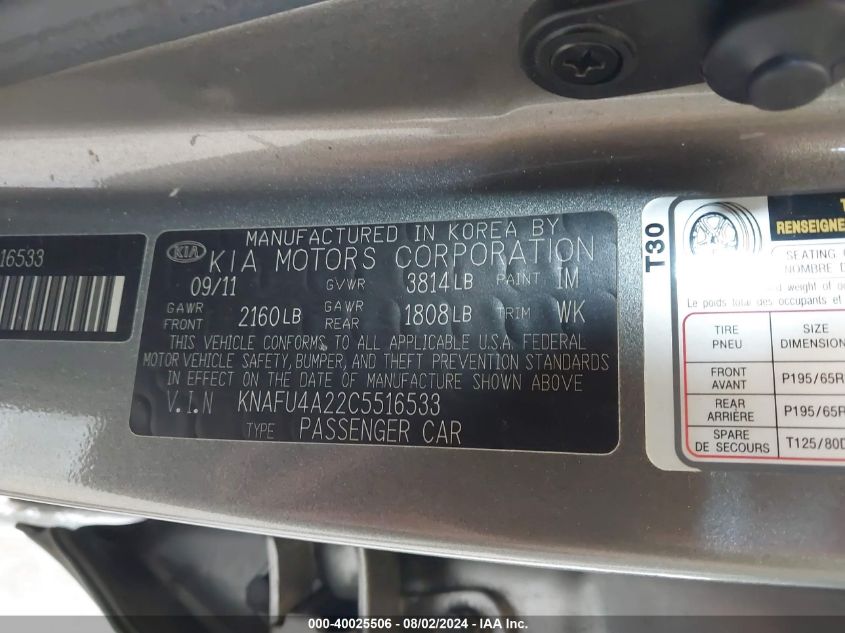 16533
KIA
MANUFACTURED IN KOREA BY
KIA MOTORS CORPORATION
09/11 GVWR 3814LB PAINT IM
GAWR FRONT 2160LB GAWR REAR 1808LB TRIM WK
THIS VEHICLE CONFORMS TO ALL APPLICABLE U.S.A. FEDERAL
MOTOR VEHICLE SAFETY, BUMPER, AND THEFT PREVENTION STANDARDS
IN EFFECT ON THE DATE OF MANUFACTURE SHOWN ABOVE
V.I.N KNAFU4A22C5516533
TYPE PASSENGER CAR
T30
RENSEIGNE
SEATING
NOMBRE D
weight of
Le poids total des occupants et
TIRE SIZE
PNEU DIMENSION
FRONT
AVANT P195/65R
REAR
ARRIÈRE P195/65R
SPARE
DE SECOURS T125/80D
000-40025506 - 08/02/2024 - IAA Inc.